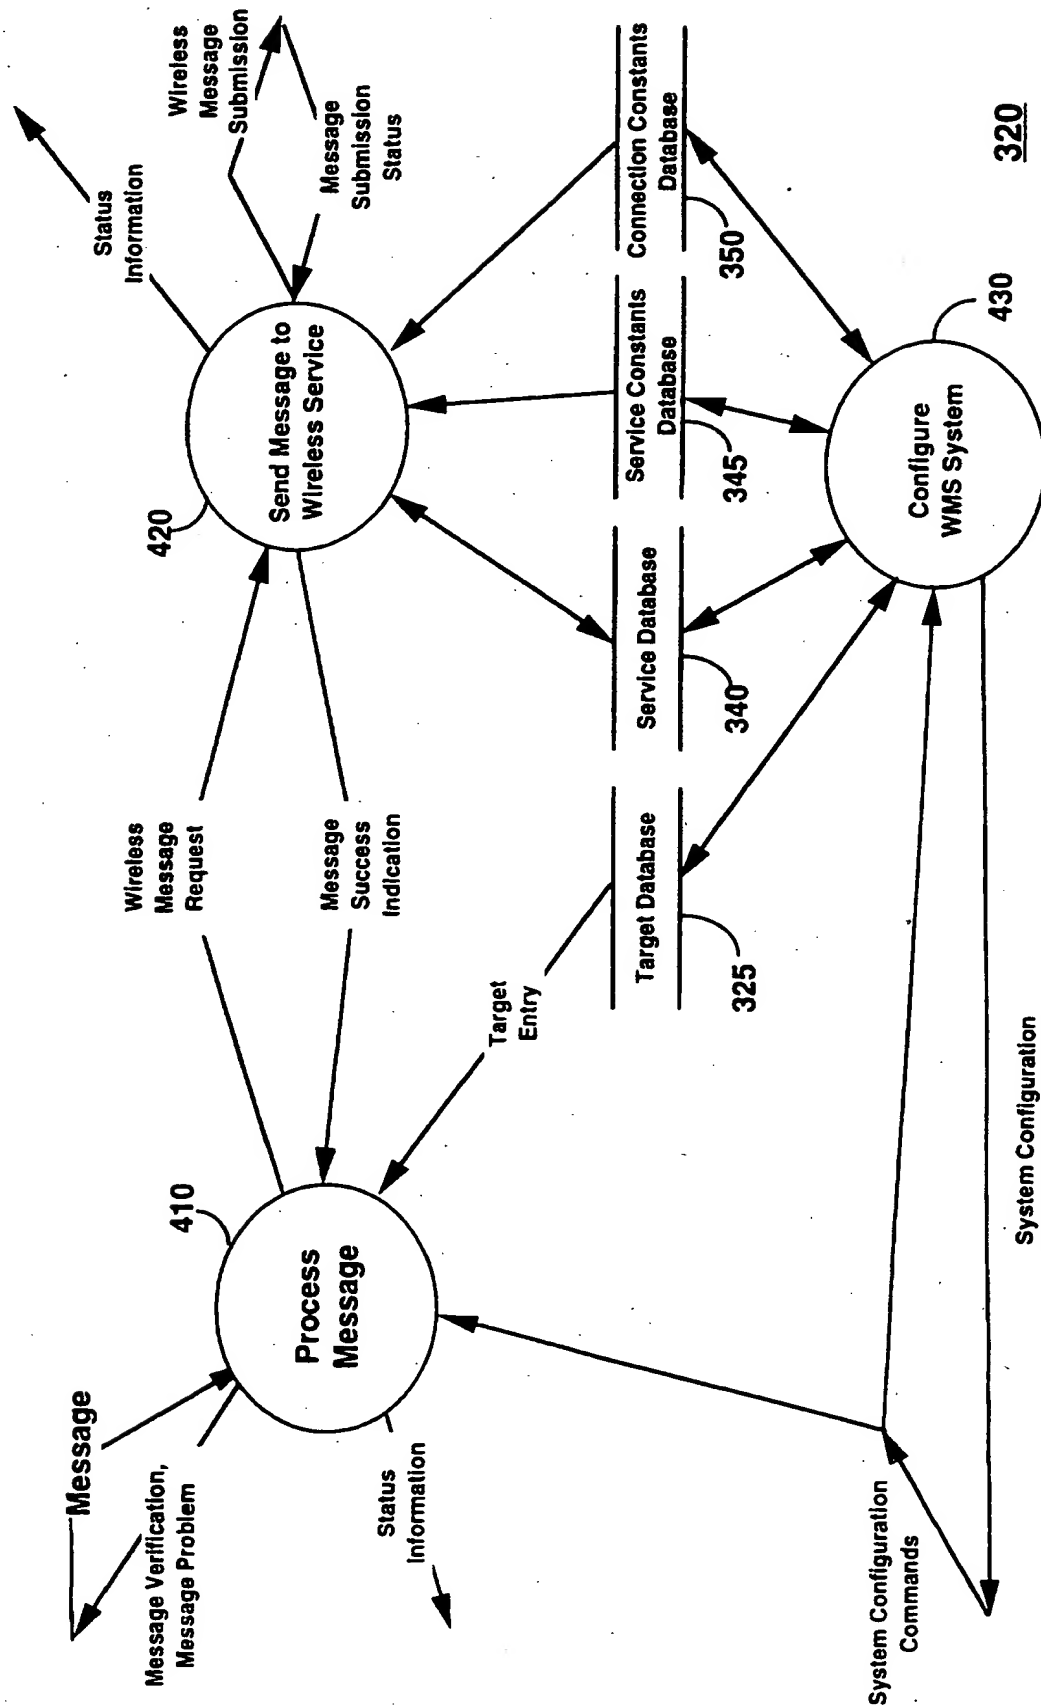 Message
Message Verification,
Message Problem
Status
Information
410
Process
Message
Wireless
Message
Request
Message
Success
Indication
Target
Entry
420
Send Message to
Wireless Service
Status
Information
Wireless
Message
Submission
Message
Submission
Status
Target Database
325
Service Database
340
Service Constants
Database
345
Connection Constants
Database
350
Configure
WMS System
430
System Configuration
Commands
System Configuration
320